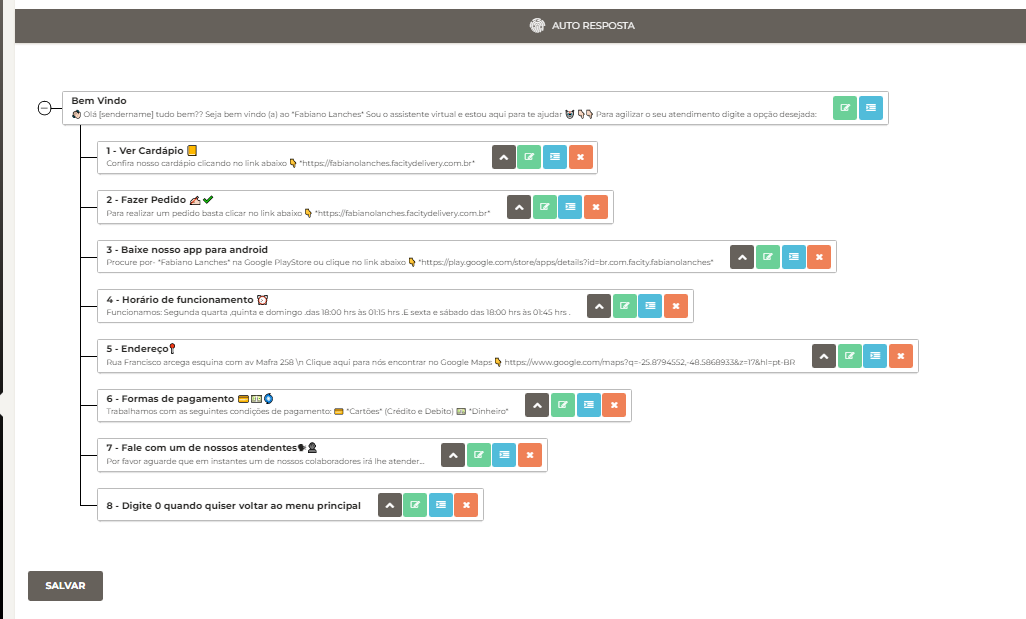 AUTO RESPOSTA
Bem Vindo
Olá [sendername] tudo bem?? Seja bem vindo (a) ao *Fabiano Lanches* Sou o assistente virtual e estou aqui para te ajudar 😺 👇👇 Para agilizar o seu atendimento digite a opção desejada:
1 - Ver Cardápio 📒
Confira nosso cardápio clicando no link abaixo 👇 *https://fabianolanches.facitydelivery.com.br*
2 - Fazer Pedido ✍ ✔
Para realizar um pedido basta clicar no link abaixo 👇 *https://fabianolanches.facitydelivery.com.br*
3 - Baixe nosso app para android
Procure por- *Fabiano Lanches* na Google PlayStore ou clique no link abaixo 👇 *https://play.google.com/store/apps/details?id=br.com.facity.fabianolanches*
4 - Horário de funcionamento ⏰
Funcionamos: Segunda quarta ,quinta e domingo .das 18:00 hrs às 01:15 hrs .E sexta e sábado das 18:00 hrs às 01:45 hrs .
5 - Endereço📍
Rua Francisco arcega esquina com av Mafra 258 \n Clique aqui para nós encontrar no Google Maps 👇 https://www.google.com/maps?q=-25.8794552,-48.5868933&z=17&hl=pt-BR
6 - Formas de pagamento 💳 💵 💠
Trabalhamos com as seguintes condições de pagamento: 💳 *Cartões* (Crédito e Debito) 💵 *Dinheiro*
7 - Fale com um de nossos atendentes🗣 👤
Por favor aguarde que em instantes um de nossos colaboradores irá lhe atender...
8 - Digite 0 quando quiser voltar ao menu principal
SALVAR